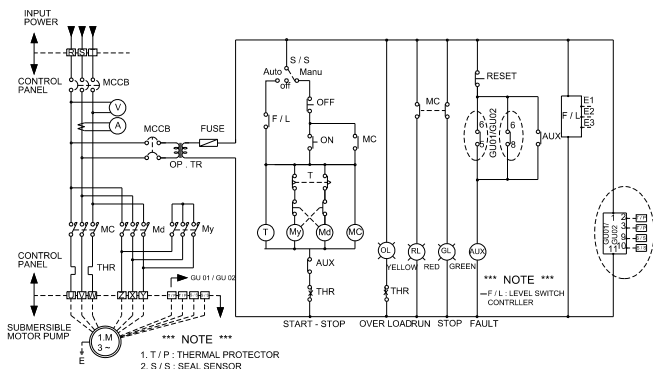 INPUT
POWER
R S T
CONTROL
PANEL
MCCB
V
A
MCCB
FUSE
OP . TR
MC
Md
My
CONTROL
PANEL
THR
GU 01 / GU 02
U V W Z X Y
SUBMERSIBLE
MOTOR PUMP
1.M
3 ~
E
*** NOTE ***
1. T / P : THERMAL PROTECTOR
2. S / S : SEAL SENSOR
S / S
Auto
Manu
off
F / L
OFF
ON
MC
T
T
My
Md
MC
AUX
THR
START - STOP
MC
OL
RL
GL
AUX
YELLOW
RED
GREEN
THR
OVER LOAD
RUN
STOP
FAULT
RESET
6
5
GU01/GU02
6
8
AUX
F / L
E1
E2
E3
*** NOTE ***
F / L : LEVEL SWITCH
CONTRLLER
GU01/
GU02
1
11
2
3
9
10